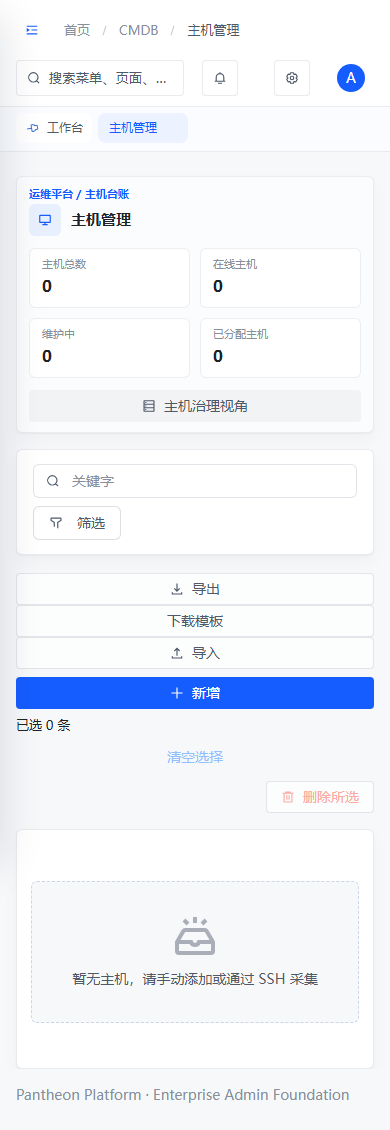 首页 / CMDB / 主机管理
搜索菜单、页面、...
A
工作台 主机管理
运维平台 / 主机台账
主机管理
主机总数 在线主机
0 0
维护中 已分配主机
0 0
主机治理视角
关键字
筛选
导出
下载模板
导入
新增
已选 0 条
清空选择
删除所选
暂无主机，请手动添加或通过 SSH 采集
Pantheon Platform · Enterprise Admin Foundation